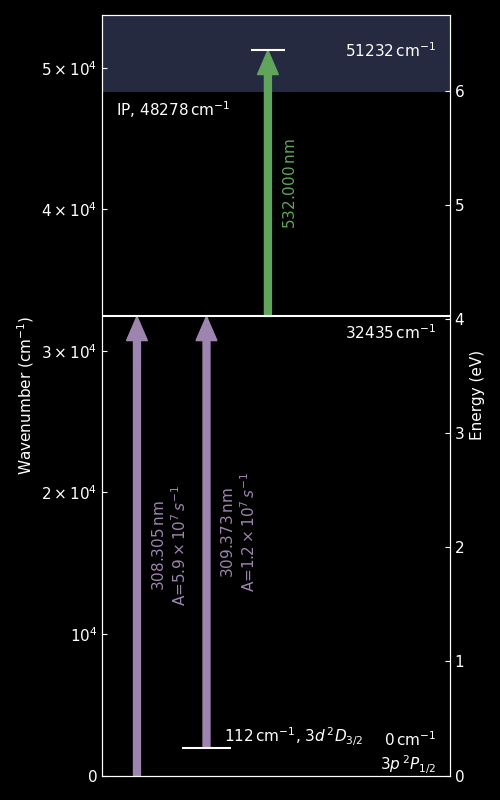 51232 cm⁻¹
5 × 10⁴
6
IP, 48278 cm⁻¹
532.000 nm
4 × 10⁴
5
4
32435 cm⁻¹
3 × 10⁴
Wavenumber (cm⁻¹)
Energy (eV)
3
2 × 10⁴
308.305 nm
A=5.9 × 10⁷ s⁻¹
309.373 nm
A=1.2 × 10⁷ s⁻¹
2
10⁴
1
112 cm⁻¹, 3d ²D₃/₂
0 cm⁻¹
3p ²P₁/₂
0
0